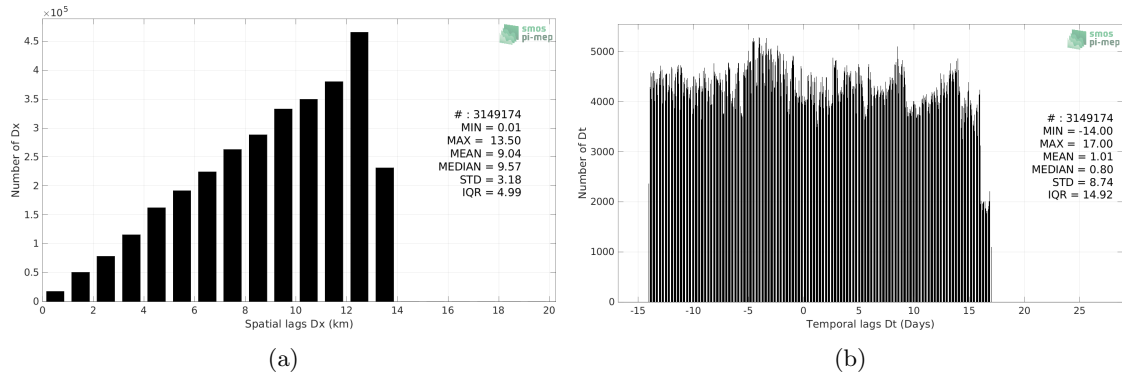 ×10⁵
4.5
4
3.5
3
2.5
2
1.5
1
0.5
0
Number of Dx
0 2 4 6 8 10 12 14 16 18 20
Spatial lags Dx (km)
smos
pi-mep
# : 3149174
MIN = 0.01
MAX = 13.50
MEAN = 9.04
MEDIAN = 9.57
STD = 3.18
IQR = 4.99
(a)
5000
4000
3000
2000
1000
0
Number of Dt
-15 -10 -5 0 5 10 15 20 25
Temporal lags Dt (Days)
smos
pi-mep
# : 3149174
MIN = -14.00
MAX = 17.00
MEAN = 1.01
MEDIAN = 0.80
STD = 8.74
IQR = 14.92
(b)